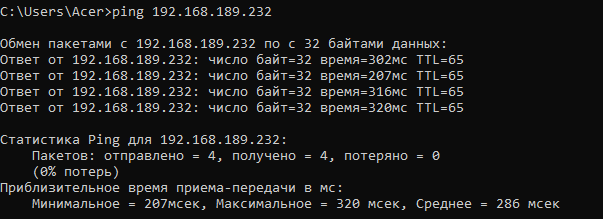 C:\Users\Acer>ping 192.168.189.232
Обмен пакетами с 192.168.189.232 по с 32 байтами данных:
Ответ от 192.168.189.232: число байт=32 время=302мс TTL=65
Ответ от 192.168.189.232: число байт=32 время=207мс TTL=65
Ответ от 192.168.189.232: число байт=32 время=316мс TTL=65
Ответ от 192.168.189.232: число байт=32 время=320мс TTL=65
Статистика Ping для 192.168.189.232:
Пакетов: отправлено = 4, получено = 4, потеряно = 0
(0% потерь)
Приблизительное время приема-передачи в мс:
Минимальное = 207мсек, Максимальное = 320 мсек, Среднее = 286 мсек